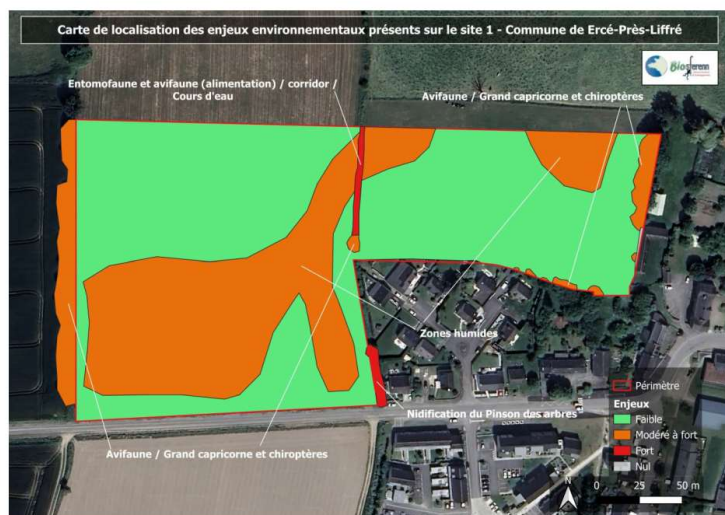 Carte de localisation des enjeux environnementaux présents sur le site 1 - Commune de Ercé-Près-Liffré
Entomofaune et avifaune (alimentation) / corridor /
Cours d'eau
Avifaune / Grand capricorne et chiroptères
Zones humides
Nidification du Pinson des arbres
Avifaune / Grand capricorne et chiroptères
Périmètre
Enjeux
Faible
Modéré à fort
Fort
Nul
N
0 25 50 m